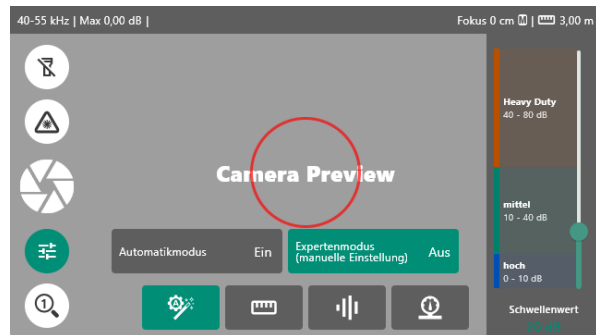 40-55 kHz | Max 0,00 dB |
Fokus 0 cm M | 3,00 m
Heavy Duty
40 - 80 dB
Camera Preview
mittel
10 - 40 dB
Automatikmodus Ein
Expertenmodus
(manuelle Einstellung) Aus
hoch
0 - 10 dB
1
A
Schwellenwert